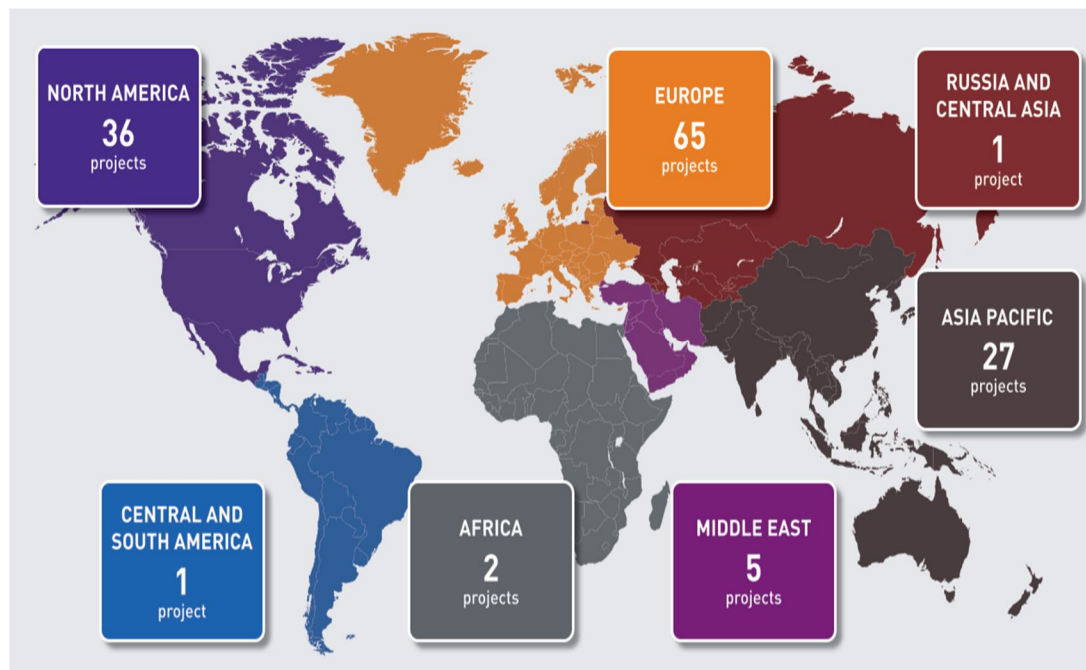 NORTH AMERICA
36
projects
EUROPE
65
projects
RUSSIA AND
CENTRAL ASIA
1
project
ASIA PACIFIC
27
projects
CENTRAL AND
SOUTH AMERICA
1
project
AFRICA
2
projects
MIDDLE EAST
5
projects